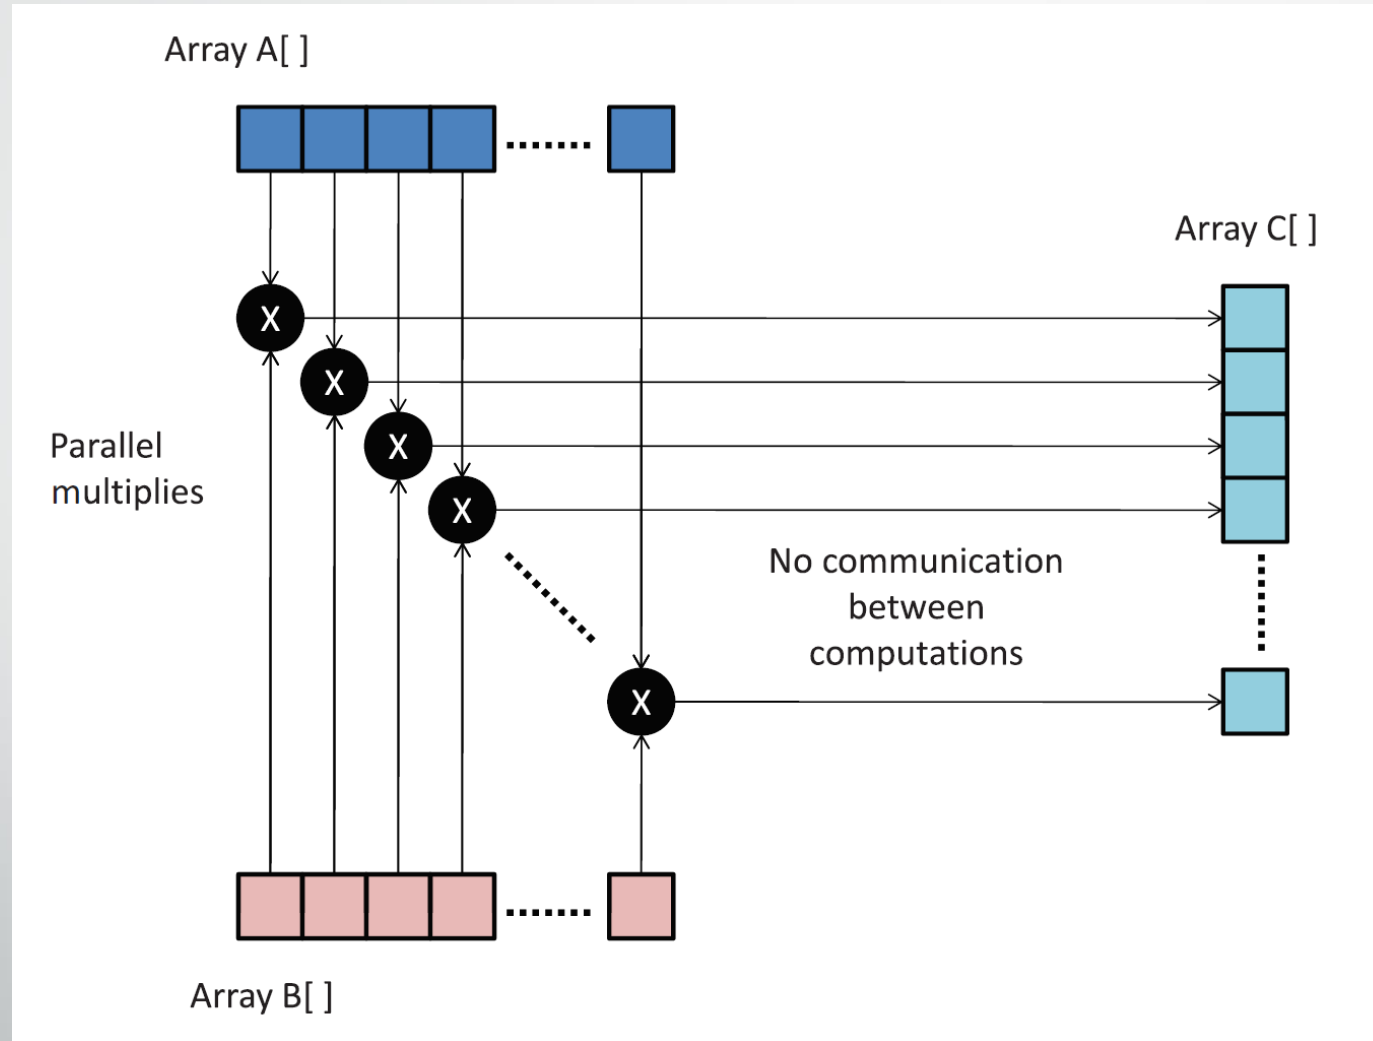 Array A[ ]
Array C[ ]
X
X
X
X
X
Parallel
multiplies
No communication
between
computations
Array B[ ]